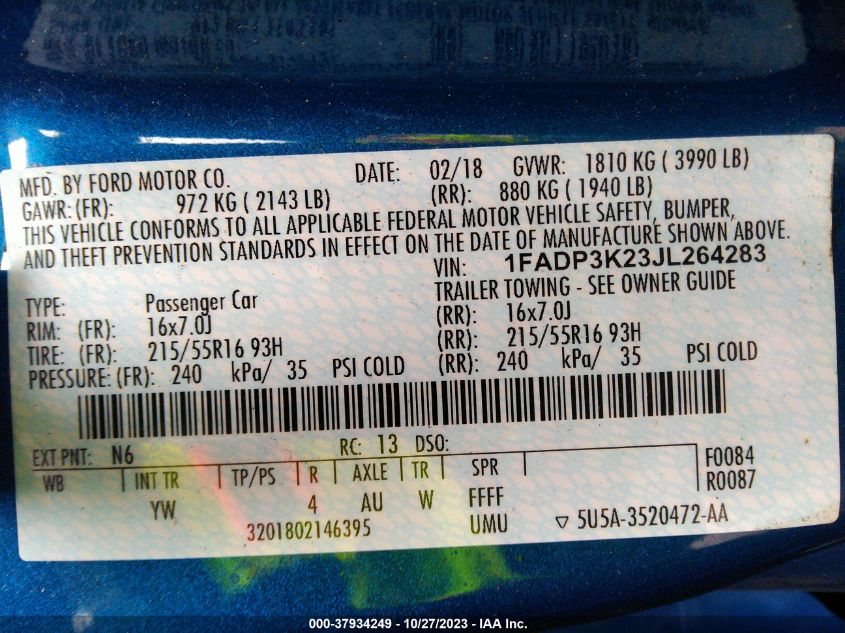 MFD. BY FORD MOTOR CO. DATE: 02/18 GVWR: 1810 KG ( 3990 LB)
GAWR: (FR): 972 KG ( 2143 LB) (RR): 880 KG ( 1940 LB)
THIS VEHICLE CONFORMS TO ALL APPLICABLE FEDERAL MOTOR VEHICLE SAFETY, BUMPER,
AND THEFT PREVENTION STANDARDS IN EFFECT ON THE DATE OF MANUFACTURE SHOWN ABOVE.
VIN: 1FADP3K23JL264283
TYPE: Passenger Car TRAILER TOWING - SEE OWNER GUIDE
RIM: (FR): 16x7.0J (RR): 16x7.0J
TIRE: (FR): 215/55R16 93H (RR): 215/55R16 93H
PRESSURE: (FR): 240 kPa/ 35 PSI COLD (RR): 240 kPa/ 35 PSI COLD
EXT PNT: N6 RC: 13 DSO:
WB INT TR TP/PS R AXLE TR SPR F0084
YW 4 AU W FFFF R0087
3201802146395 UMU ▽ 5U5A-3520472-AA
000-37934249 - 10/27/2023 - IAA Inc.